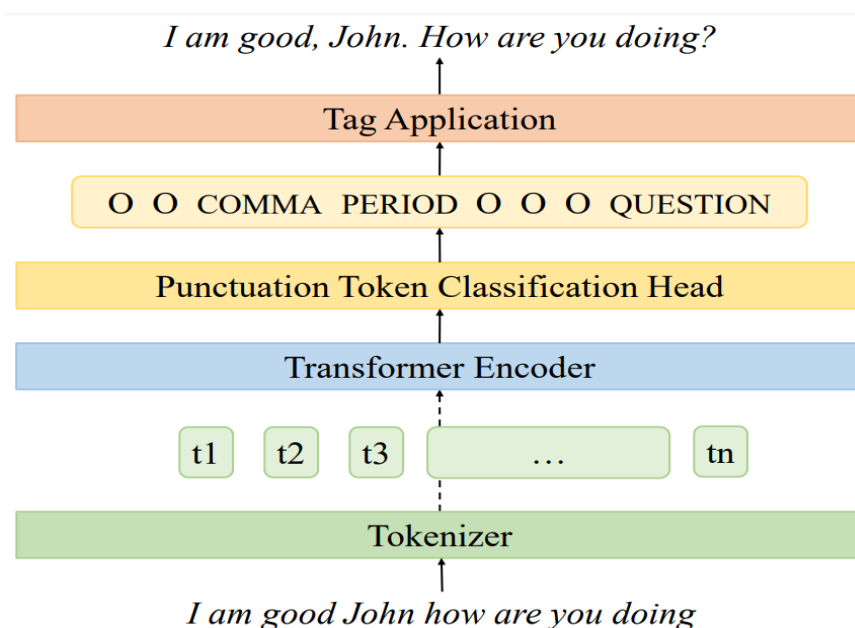 I am good, John. How are you doing?
Tag Application
O O COMMA PERIOD O O O QUESTION
Punctuation Token Classification Head
Transformer Encoder
t1 t2 t3 … tn
Tokenizer
I am good John how are you doing